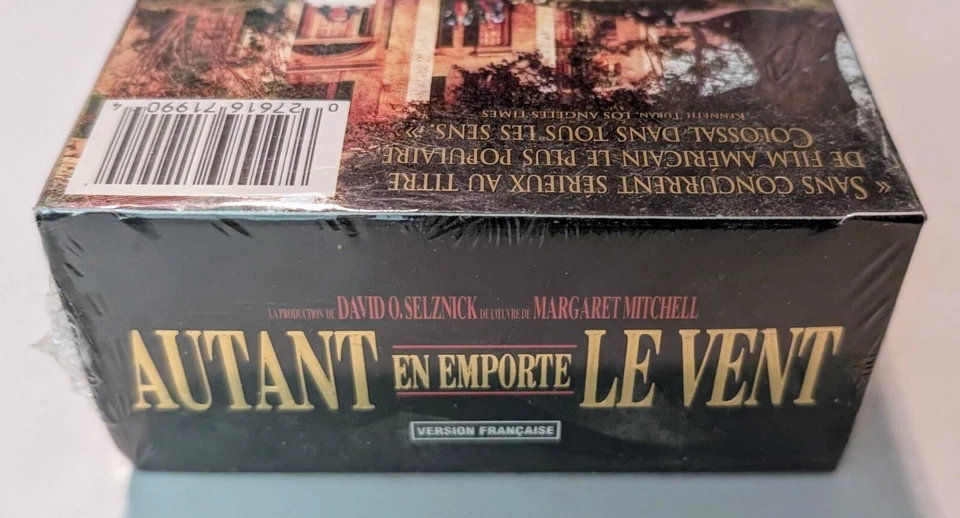 « SANS CONCURRENT SÉRIEUX AU TITRE
DE FILM AMÉRICAIN LE PLUS POPULAIRE
COLOSSAL DANS TOUS LES SENS »
KENNETH TURAN, LOS ANGELES TIMES
0 27616 71990 4
LA PRODUCTION DE DAVID O. SELZNICK DE L'ŒUVRE DE MARGARET MITCHELL
AUTANT EN EMPORTE LE VENT
VERSION FRANÇAISE